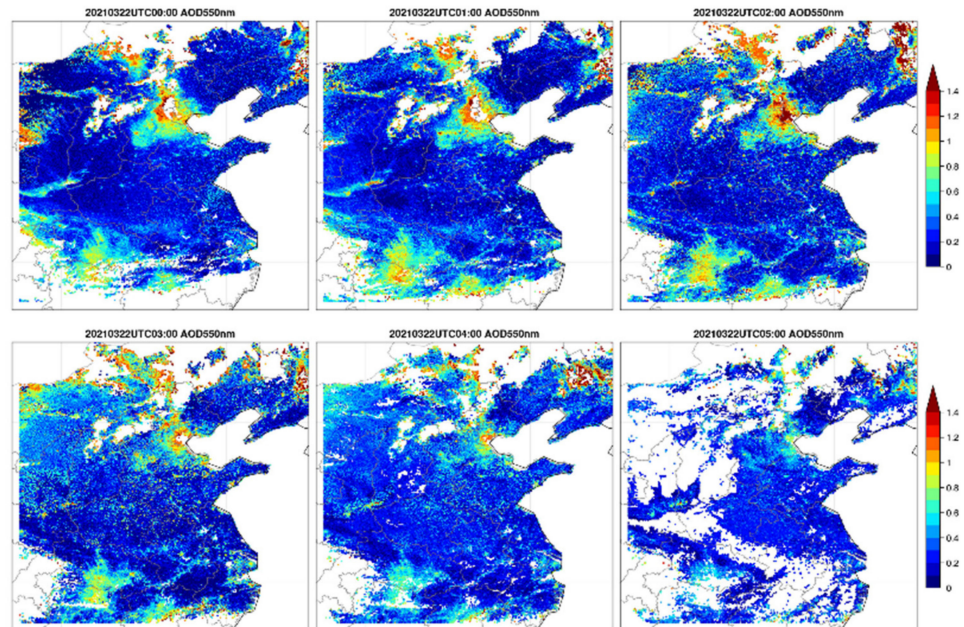 20210322UTC00:00 AOD550nm
20210322UTC01:00 AOD550nm
20210322UTC02:00 AOD550nm
1.4
1.2
1
0.8
0.6
0.4
0.2
0
20210322UTC03:00 AOD550nm
20210322UTC04:00 AOD550nm
20210322UTC05:00 AOD550nm
1.4
1.2
1
0.8
0.6
0.4
0.2
0